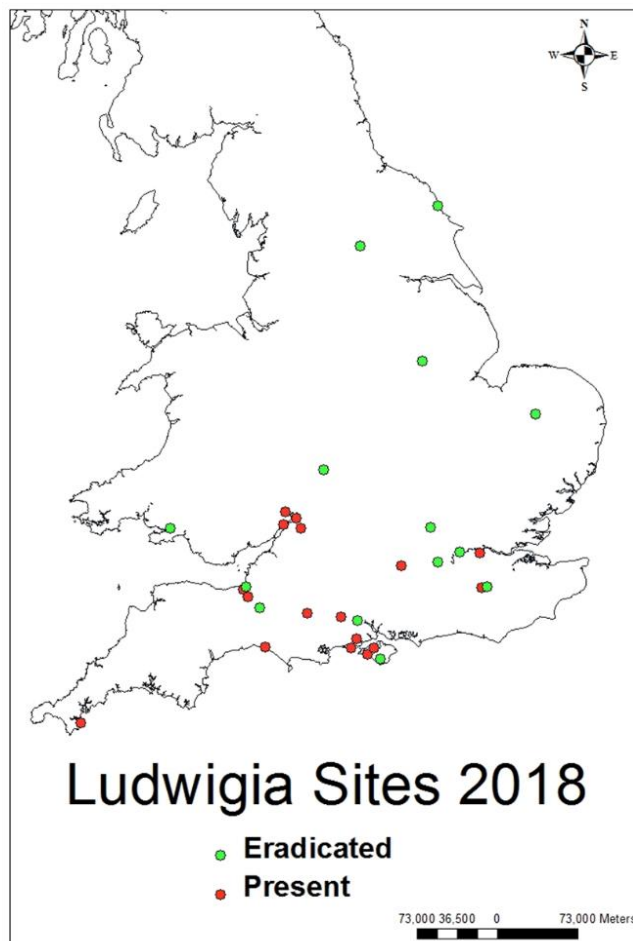 N
W E
S
Ludwigia Sites 2018
Eradicated
Present
73,000 36,500 0 73,000 Meters